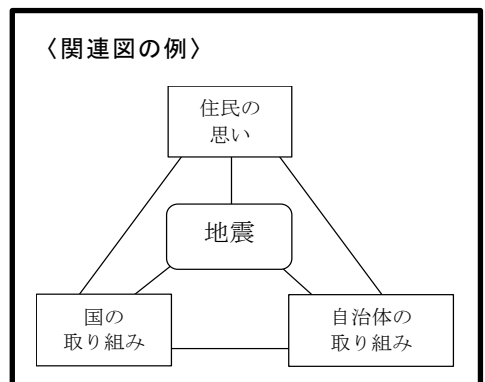 〈関連図の例〉
住民の
思い
地震
国の
取り組み
自治体の
取り組み